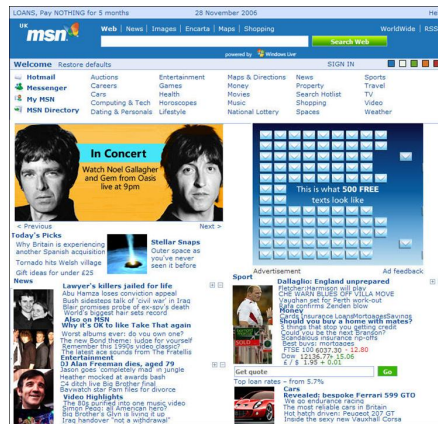 LOANS, Pay NOTHING for 5 months
28 November 2006
He
UK
msn
Web | News | Images | Encarta | Maps | Shopping
WorldWide | RSS
Search Web
powered by Windows Live
Welcome Restore defaults
SIGN IN
Hotmail
Messenger
My MSN
MSN Directory
Auctions
Careers
Cars
Computing & Tech
Dating & Personals
Entertainment
Games
Health
Horoscopes
Lifestyle
Maps & Directions
Money
Movies
Music
National Lottery
News
Property
Search Hotlist
Shopping
Spaces
Sports
Travel
TV
Video
Weather
In Concert
Watch Noel Gallagher
and Gem from Oasis
live at 9pm
< Previous
Next >
This is what 500 FREE
texts look like
Advertisement
Ad feedback
Today's Picks
Why Britain is experiencing
another Spanish acquisition
Tornado hits Welsh village
Gift ideas for under £25
Stellar Snaps
Outer space as
you've never
seen it before
News
Lawyer's killers jailed for life
Abu Hamza loses conviction appeal
Bush sidesteps talk of 'civil war' in Iraq
Blair promises probe of ex-spy's death
World's biggest hair sets record
Also on MSN
Why it's OK to like Take That again
Worst albums ever: do you own one?
The new Bond theme: judge for yourself
Remember this 1990s video classic?
The latest ace sounds from The Fratellis
Entertainment
DJ Alan Freeman dies, aged 79
Jason goes 'completely mad' in jungle
Heather mocked at awards bash
C4 ditch live Big Brother final
Baywatch star Pam files for divorce
Video Highlights
The 80s purified into one music video
Simon Pegg: all American hero?
Big Brother's Glyn is living it up
Iraq handover "not a withdrawal"
Sport
Dallaglio: England unprepared
Fletcher:Harmison will play
CHE WARN BLUES OFF VILLA MOVE
Vaughan set for Perth work-out
Rafa confirms Zenden blow
Money
Cards Insurance Loans Mortgages Savings
Should you buy a home with mates?
5 things that stop you getting credit
Could you be the next Branson?
Scandalous insurance rip-offs
Best buys: mortgages
FTSE 100 6037.30 - 12.80
Dow 12136.77+ 15.06
£ / $ 1.95 + 0.01
SOLD
Get quote
Go
Top loan rates - from 5.7%
Cars
Revealed: bespoke Ferrari 599 GTO
We go endurance racing
The most reliable cars in Britain
Hot hatch driven: Peugeot 207 GT
Inside the sexy new Vauxhall Corsa